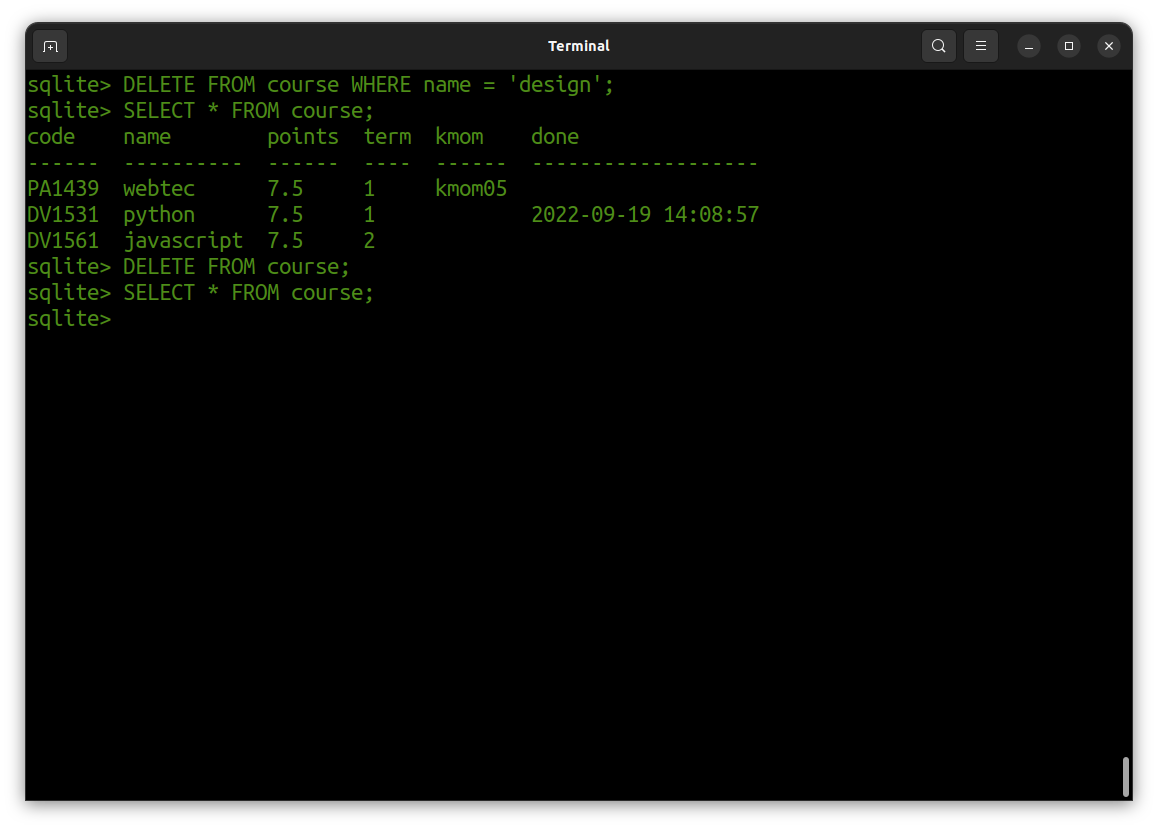 Terminal
sqlite> DELETE FROM course WHERE name = 'design';
sqlite> SELECT * FROM course;
code    name        points  term  kmom    done
------  ----------  ------  ----  ------  -------------------
PA1439  webtec      7.5     1     kmom05
DV1531  python      7.5     1             2022-09-19 14:08:57
DV1561  javascript  7.5     2
sqlite> DELETE FROM course;
sqlite> SELECT * FROM course;
sqlite>